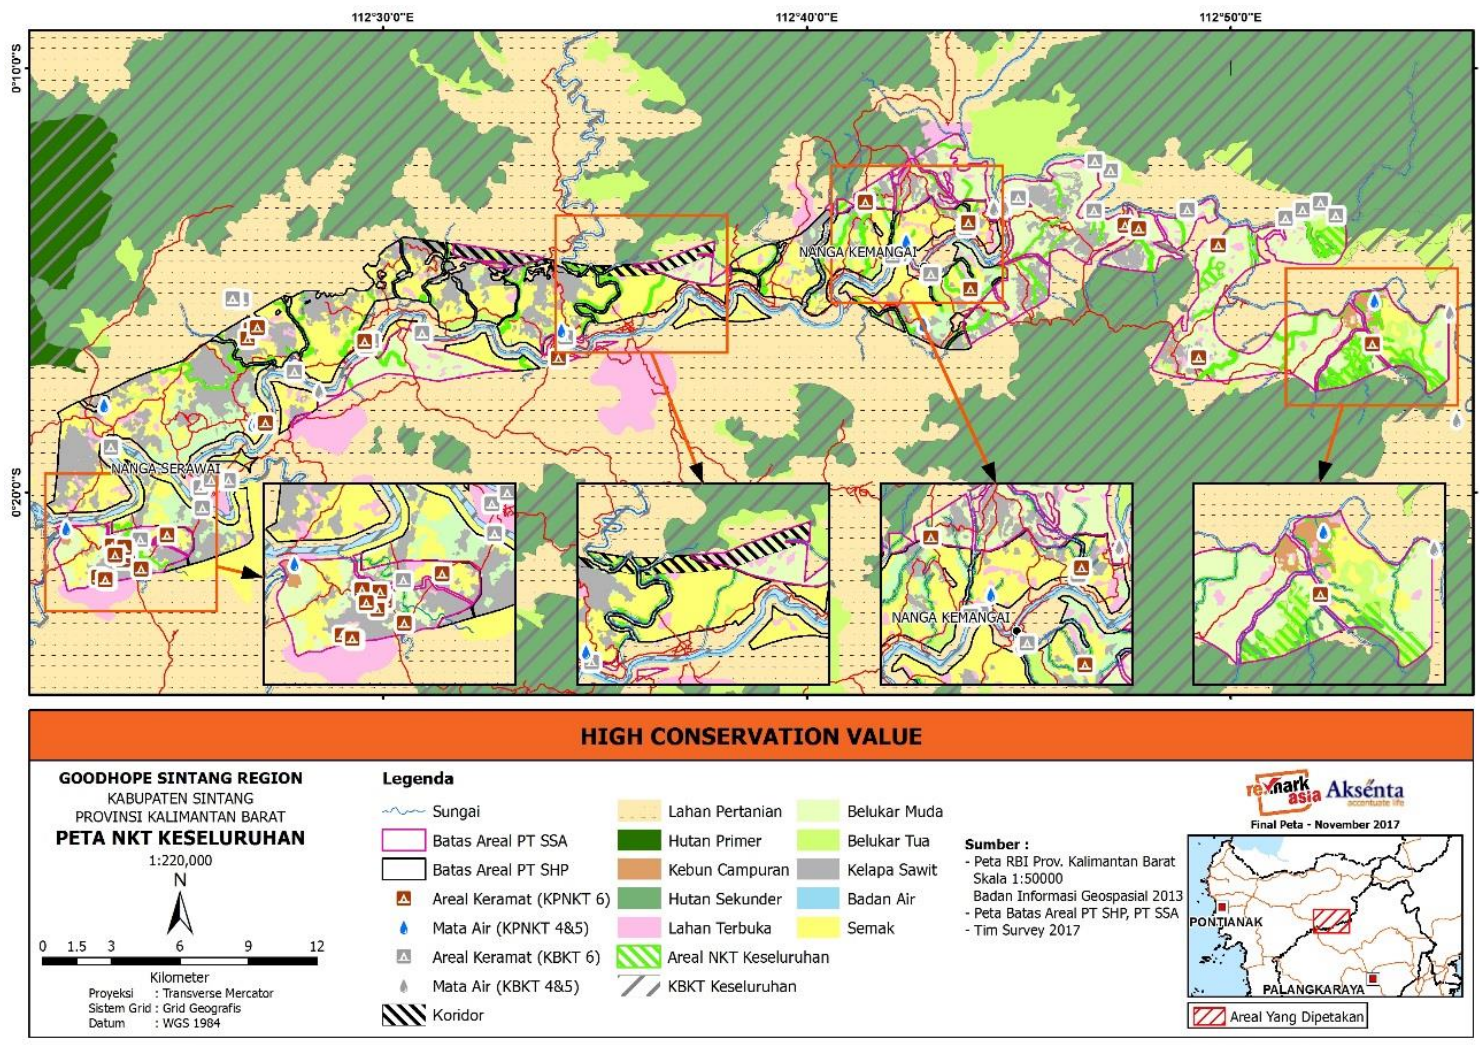 112°30'0"E
112°40'0"E
112°50'0"E
0°10'0"S
0°20'0"S
NANGA KEMANGAI
NANGA SERAWAI
NANGA KEMANGAI
HIGH CONSERVATION VALUE
GOODHOPE SINTANG REGION
KABUPATEN SINTANG
PROVINSI KALIMANTAN BARAT
PETA NKT KESELURUHAN
1:220,000
N
0 1.5 3 6 9 12
Kilometer
Proyeksi : Transverse Mercator
Sistem Grid : Grid Geografis
Datum : WGS 1984
Legenda
Sungai
Batas Areal PT SSA
Batas Areal PT SHP
Areal Keramat (KPNKT 6)
Mata Air (KPNKT 4&5)
Areal Keramat (KBKT 6)
Mata Air (KBKT 4&5)
Koridor
Lahan Pertanian
Hutan Primer
Kebun Campuran
Hutan Sekunder
Lahan Terbuka
Areal NKT Keseluruhan
KBKT Keseluruhan
Belukar Muda
Belukar Tua
Kelapa Sawit
Badan Air
Semak
Sumber :
- Peta RBI Prov. Kalimantan Barat
Skala 1:50000
Badan Informasi Geospasial 2013
- Peta Batas Areal PT SHP, PT SSA
- Tim Survey 2017
remark asia
Aksenta
accentuate life
Final Peta - November 2017
PONTIANAK
PALANGKARAYA
Areal Yang Dipetakan